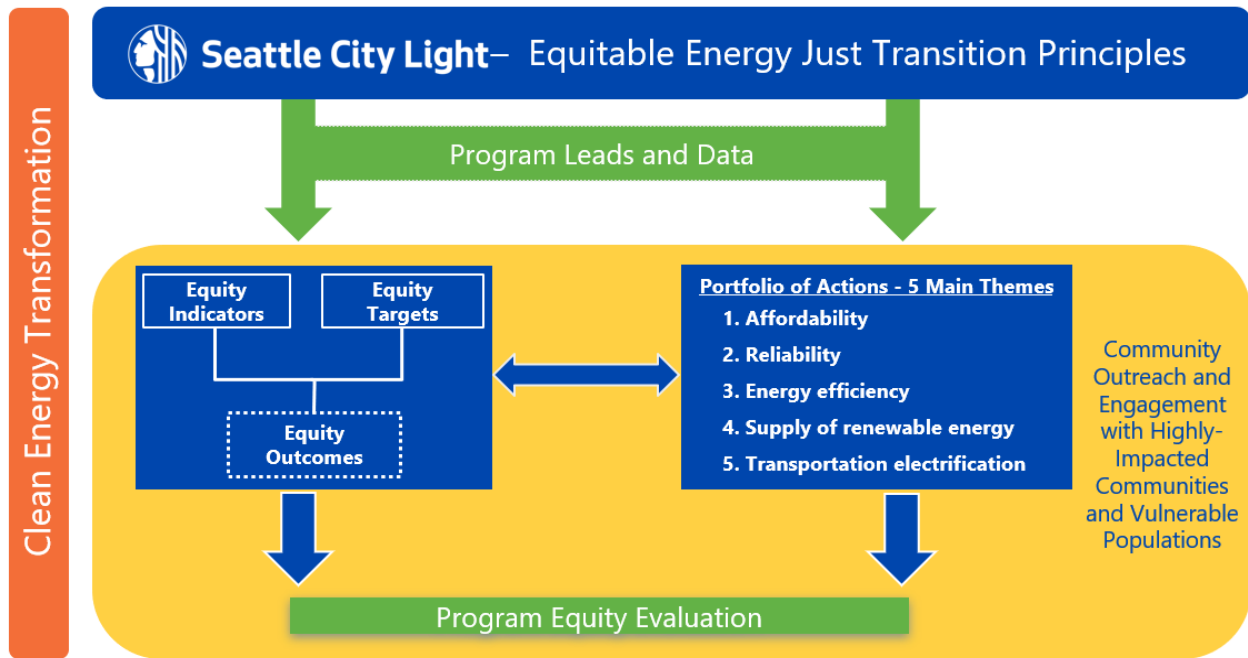 Clean Energy Transformation
Seattle City Light– Equitable Energy Just Transition Principles
Program Leads and Data
Equity
Indicators
Equity
Targets
Equity
Outcomes
Portfolio of Actions - 5 Main Themes
1. Affordability
2. Reliability
3. Energy efficiency
4. Supply of renewable energy
5. Transportation electrification
Community
Outreach and
Engagement
with Highly-
Impacted
Communities
and Vulnerable
Populations
Program Equity Evaluation